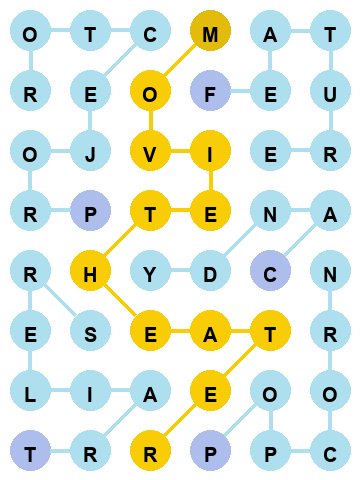 O T C M A T
R E O F E U
O J V I E R
R P T E N A
R H Y D C N
E S E A T R
L I A E O O
T R R P P C